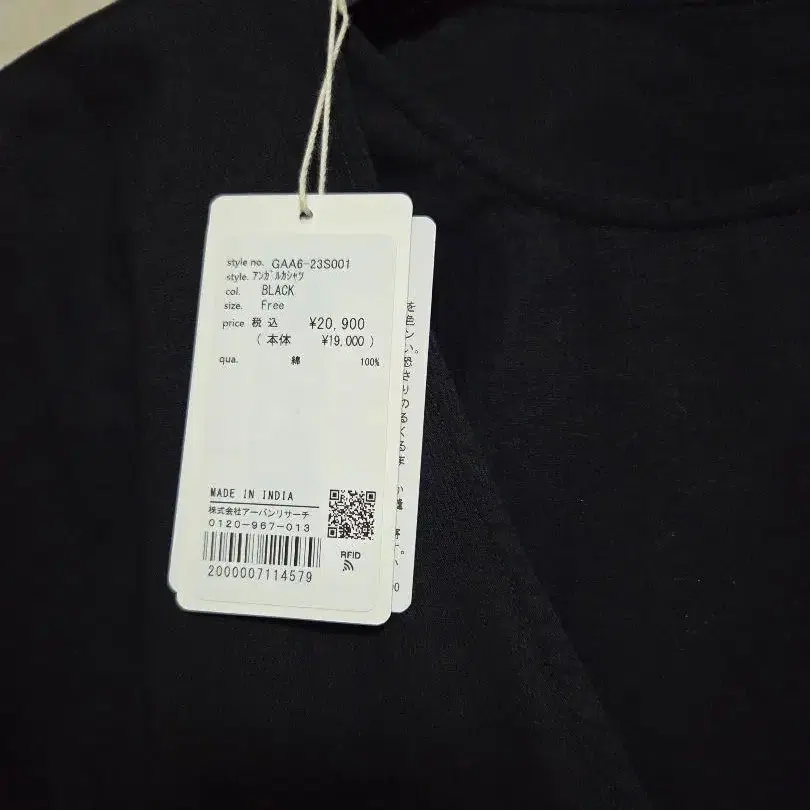 style no. GAA6-23S001
style. アンガルカシャツ
col. BLACK
size. Free
price 税込 ¥20,900
( 本体 ¥19,000 )
qua. 綿 100%
MADE IN INDIA
株式会社アーバンリサーチ
0120-967-013
RFID
2000007114579